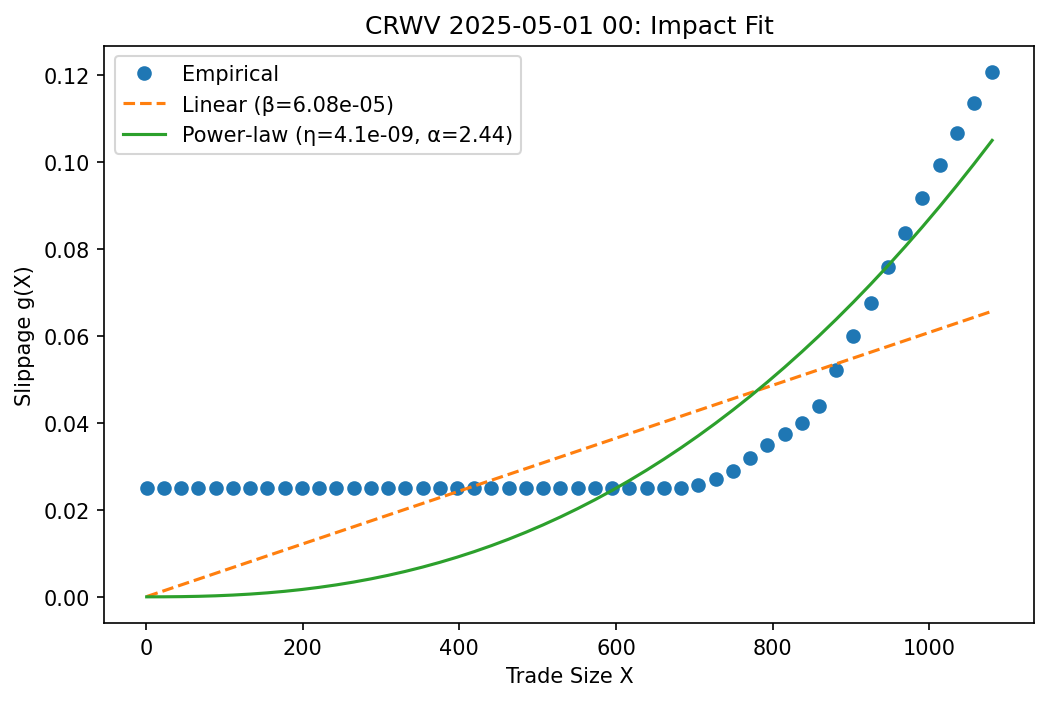 CRWV 2025-05-01 00: Impact Fit
Empirical
Linear (β=6.08e-05)
Power-law (η=4.1e-09, α=2.44)
Slippage g(X)
0.12
0.10
0.08
0.06
0.04
0.02
0.00
0 200 400 600 800 1000
Trade Size X